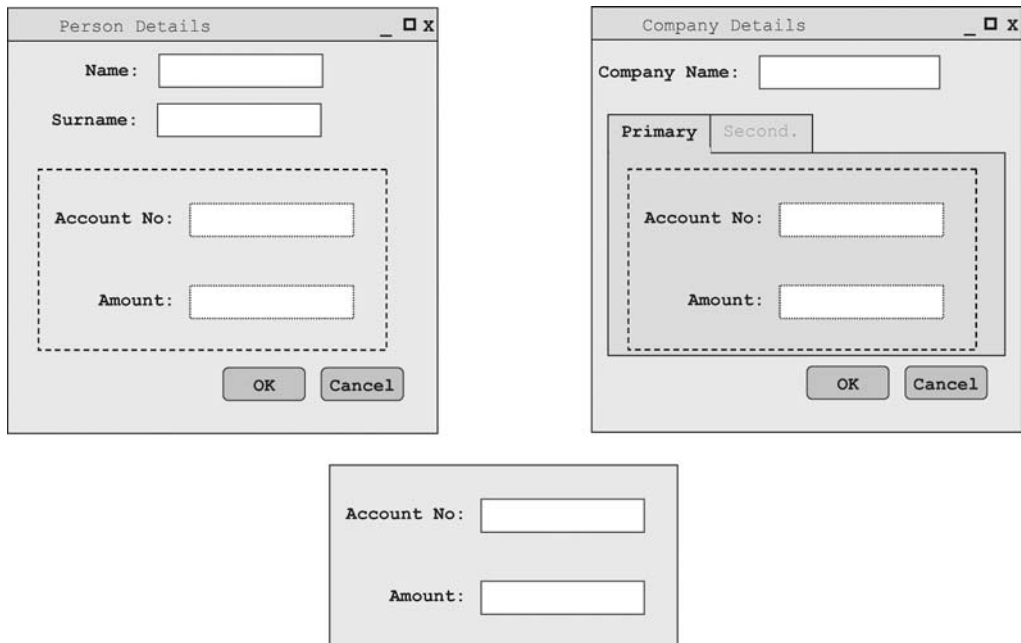 Person Details _ □ X
Name:
Surname:
Account No:
Amount:
OK Cancel
Company Details _ □ X
Company Name:
Primary Second.
Account No:
Amount:
OK Cancel
Account No:
Amount: